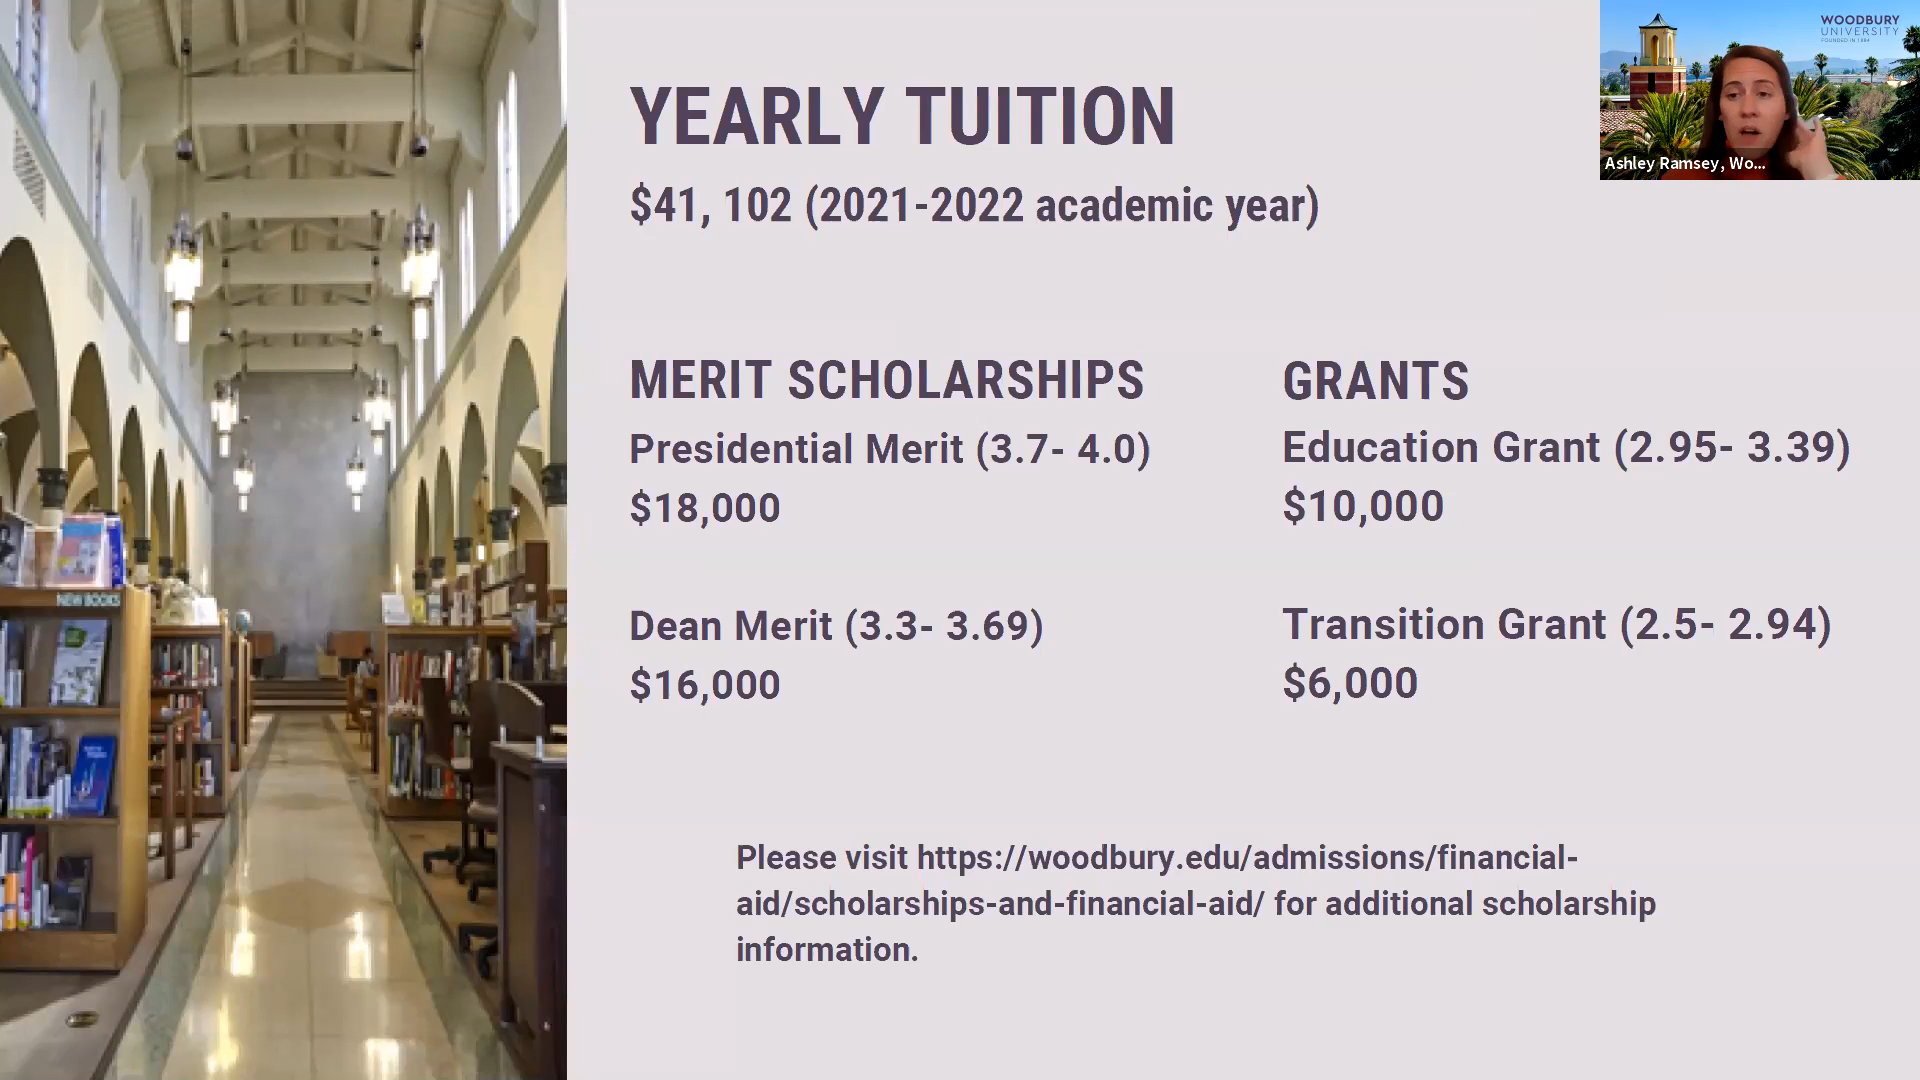 YEARLY TUITION
$41, 102 (2021-2022 academic year)
MERIT SCHOLARSHIPS
Presidential Merit (3.7- 4.0)
$18,000
Dean Merit (3.3- 3.69)
$16,000
GRANTS
Education Grant (2.95- 3.39)
$10,000
Transition Grant (2.5- 2.94)
$6,000
Please visit https://woodbury.edu/admissions/financial-
aid/scholarships-and-financial-aid/ for additional scholarship
information.
WOODBURY
UNIVERSITY
FOUNDED IN 1884
Ashley Ramsey, Wo...
NEW BOOKS